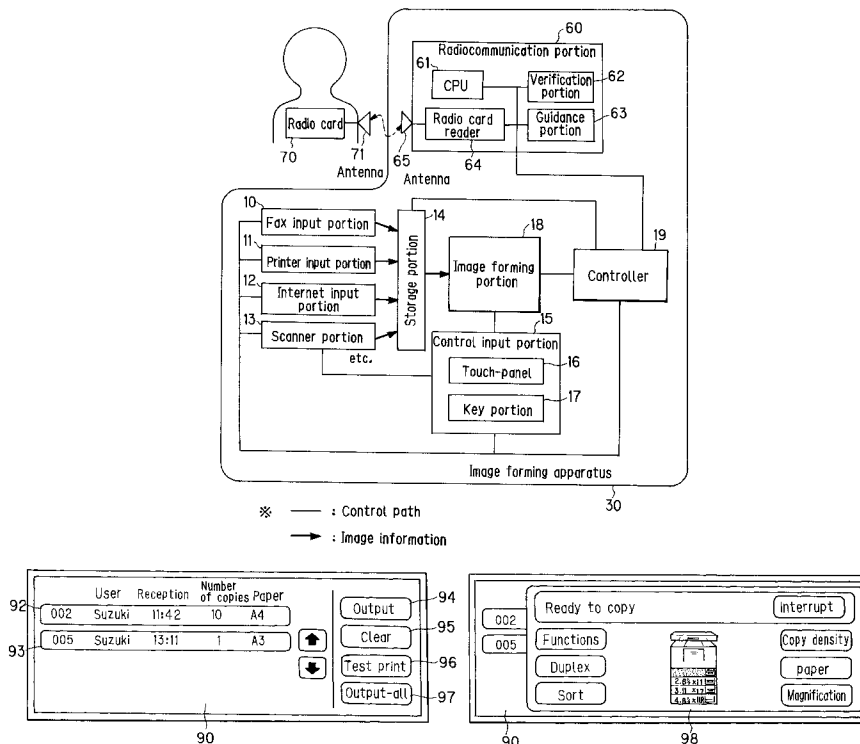 60
Radiocommunication portion
61
CPU
Verification portion
62
Radio card
70
71
Antenna
65
Antenna
Radio card reader
64
Guidance portion
63
10
Fax input portion
11
Printer input portion
12
Internet input portion
13
Scanner portion
etc.
14
Storage portion
18
Image forming portion
19
Controller
15
Control input portion
16
Touch-panel
17
Key portion
Image forming apparatus
30
※ —— : Control path
→ : Image information
User Reception Number of copies Paper
92
002 Suzuki 11:42 10 A4
93
005 Suzuki 13:11 1 A3
Output
94
Clear
95
Test print
96
Output-all
97
90
002
005
Ready to copy
interrupt
Functions
Copy density
Duplex
paper
Sort
Magnification
90
98